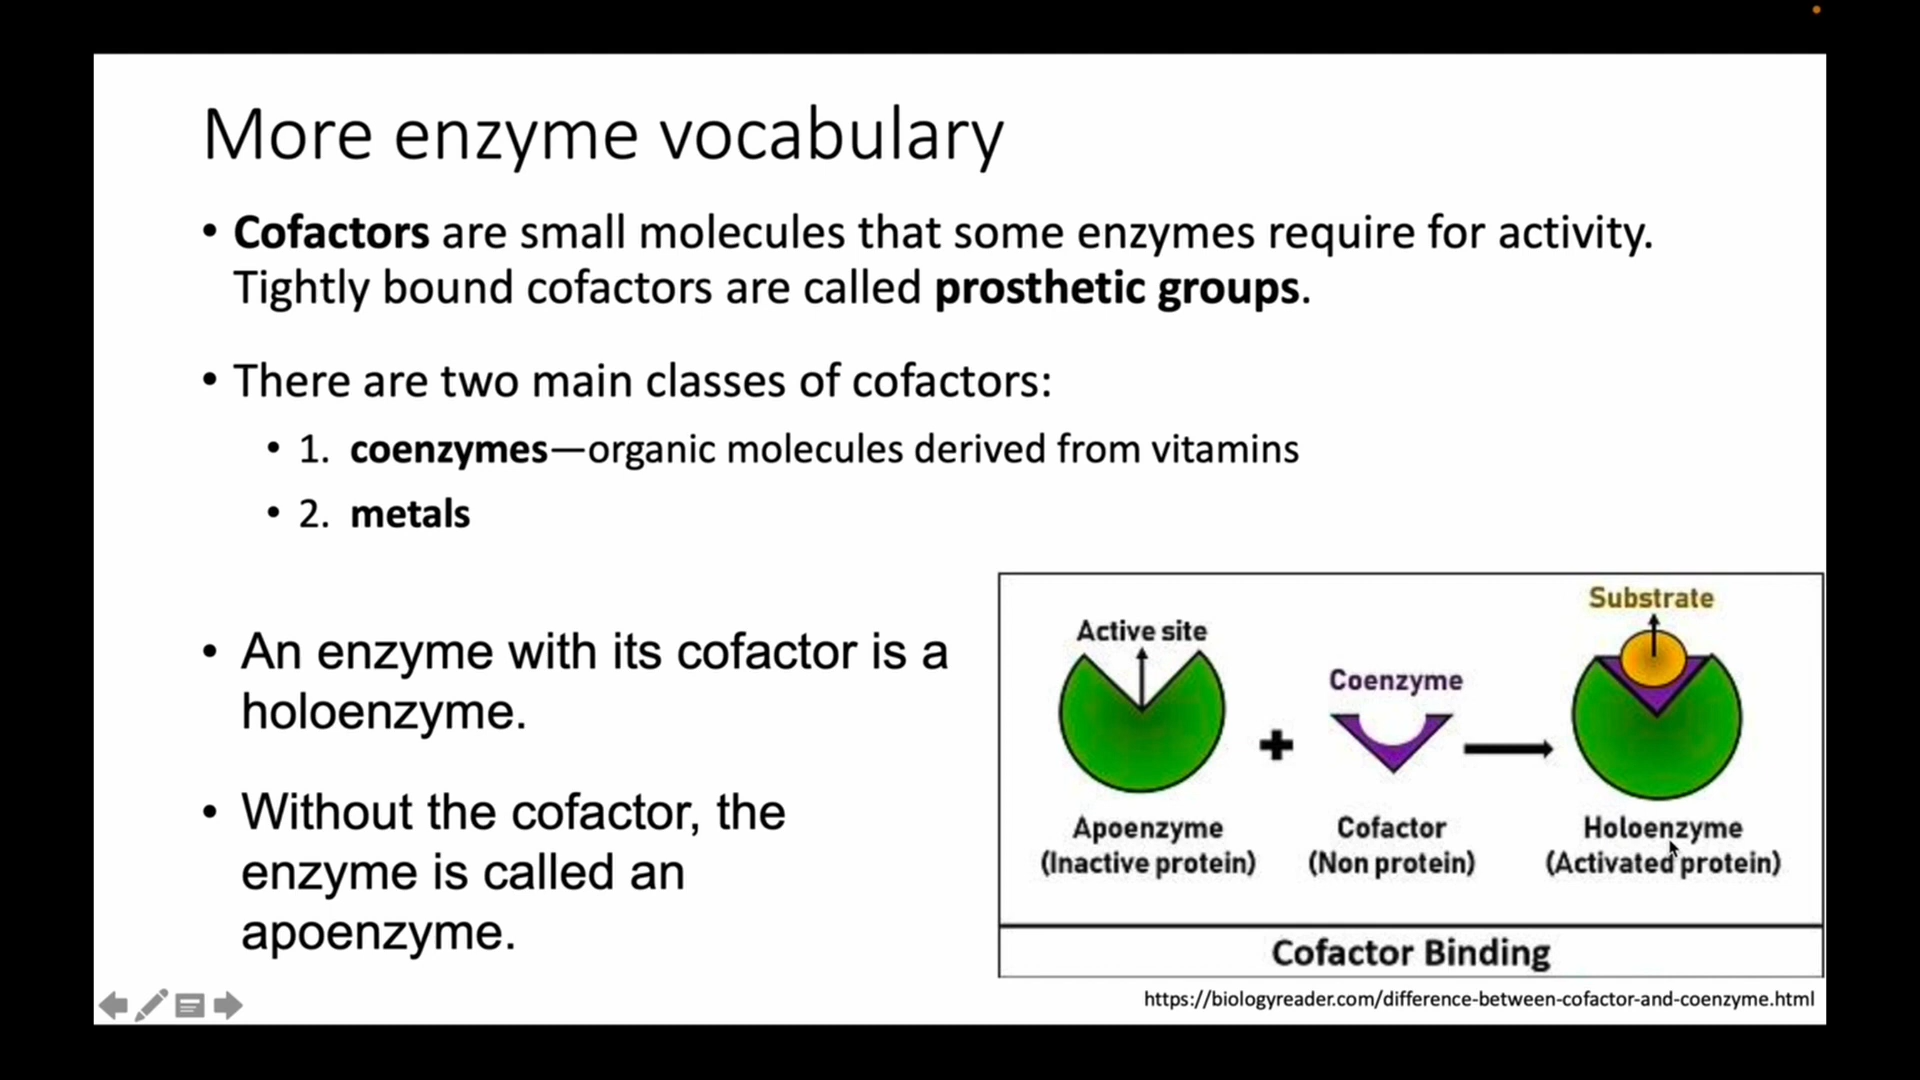 More enzyme vocabulary
• Cofactors are small molecules that some enzymes require for activity.
Tightly bound cofactors are called prosthetic groups.
• There are two main classes of cofactors:
• 1. coenzymes—organic molecules derived from vitamins
• 2. metals
• An enzyme with its cofactor is a
holoenzyme.
• Without the cofactor, the
enzyme is called an
apoenzyme.
Substrate
Active site
Coenzyme
Apoenzyme
(Inactive protein)
Cofactor
(Non protein)
Holoenzyme
(Activated protein)
Cofactor Binding
https://biologyreader.com/difference-between-cofactor-and-coenzyme.html